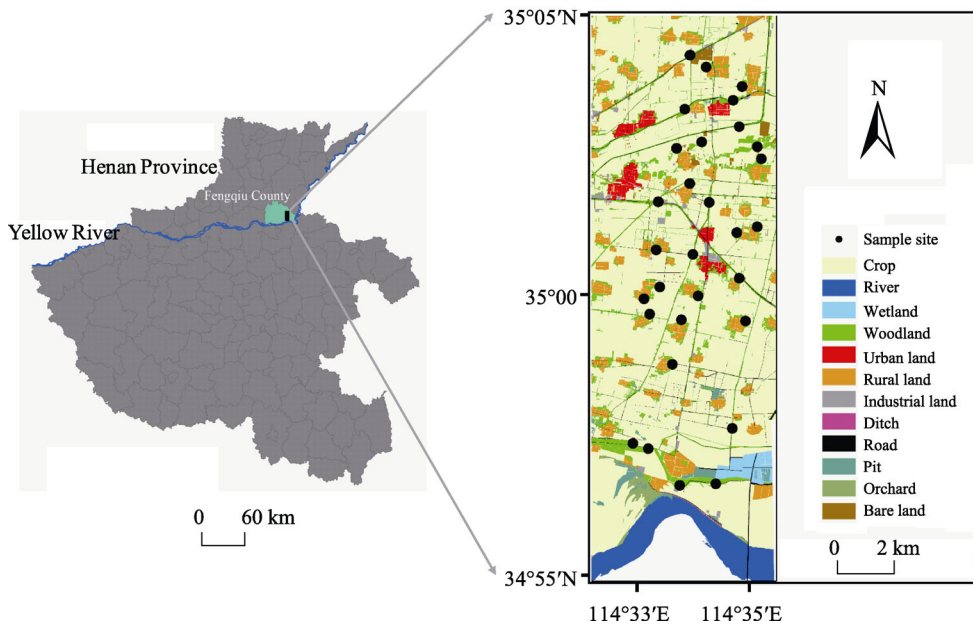 35°05′N
Henan Province
Fengqiu County
Yellow River
0 60 km
35°00′
34°55′N
114°33′E 114°35′E
N
Sample site
Crop
River
Wetland
Woodland
Urban land
Rural land
Industrial land
Ditch
Road
Pit
Orchard
Bare land
0 2 km